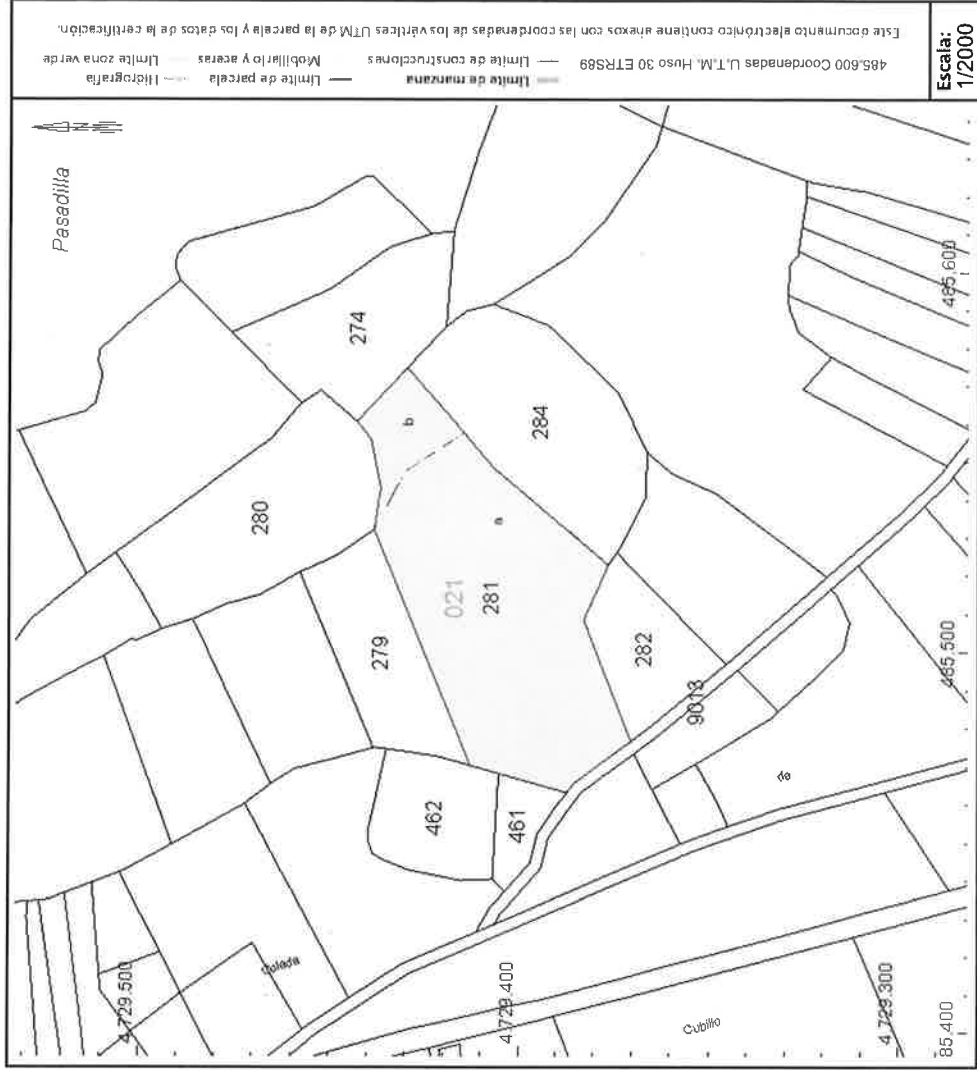 Pasadilla
274
b
280
284
a
021
281
279
282
9013
462
461
de
Colada
Cubillo
4,729,500
4,729,400
4,729,300
85,400
485,500
485,600
485.600 Coordenadas U.T.M. Huso 30 ETRS89
Límite de manzana
Límite de parcela
Límite de construcciones
Mobiliario y aceras
Límite zona verde
Hidrografía
Este documento electrónico contiene anexos con las coordenadas de los vértices UTM de la parcela y los datos de la certificación.
Escala:
1/2000